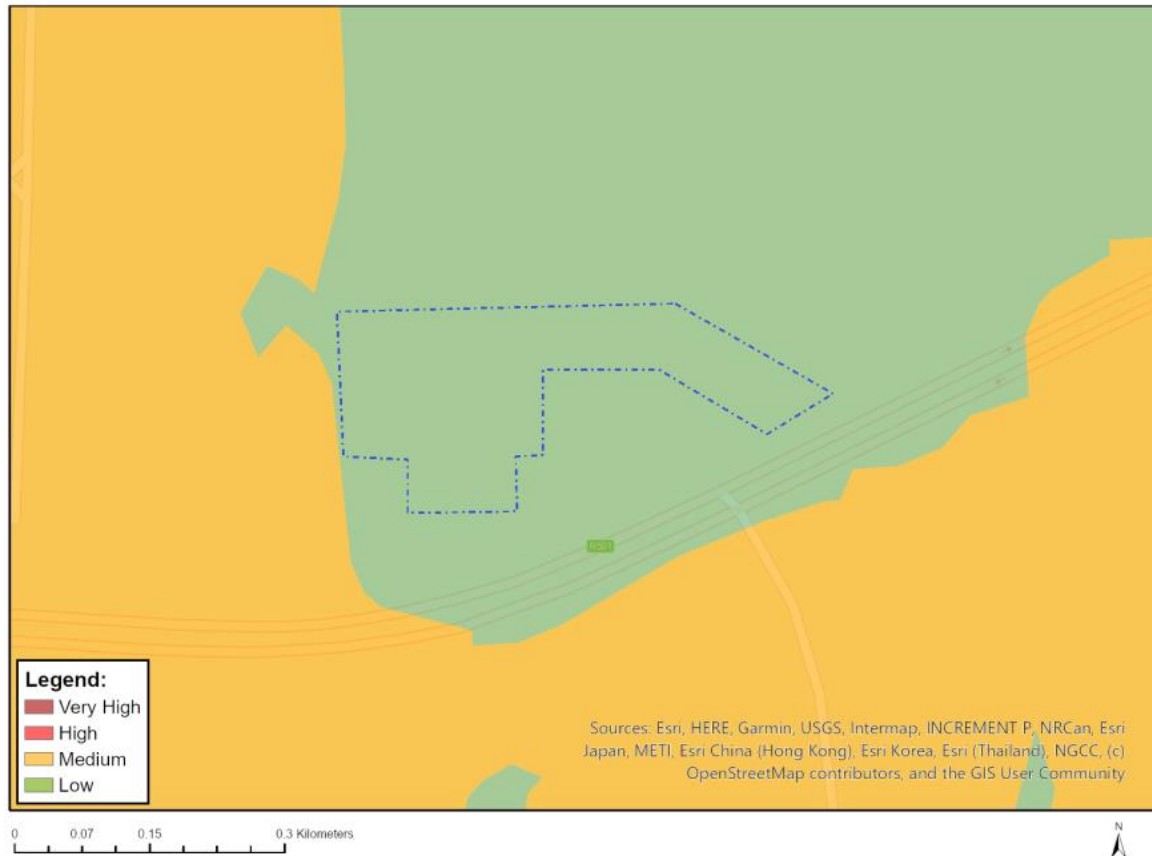 Legend:
Very High
High
Medium
Low
Sources: Esri, HERE, Garmin, USGS, Intermap, INCREMENT P, NRCan, Esri
Japan, METI, Esri China (Hong Kong), Esri Korea, Esri (Thailand), NGCC, (c)
OpenStreetMap contributors, and the GIS User Community
0 0.07 0.15 0.3 Kilometers
N